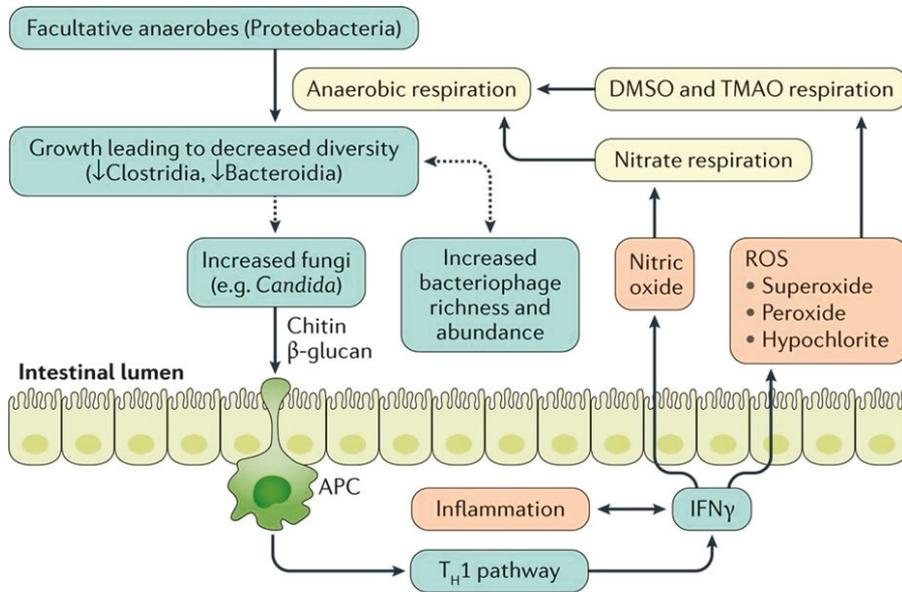 Facultative anaerobes (Proteobacteria)
Anaerobic respiration
DMSO and TMAO respiration
Growth leading to decreased diversity
(↓Clostridia, ↓Bacteroidia)
Nitrate respiration
Increased fungi
(e.g. Candida)
Increased
bacteriophage
richness and
abundance
Nitric
oxide
ROS
• Superoxide
• Peroxide
• Hypochlorite
Chitin
β-glucan
Intestinal lumen
APC
Inflammation
IFNγ
TH1 pathway